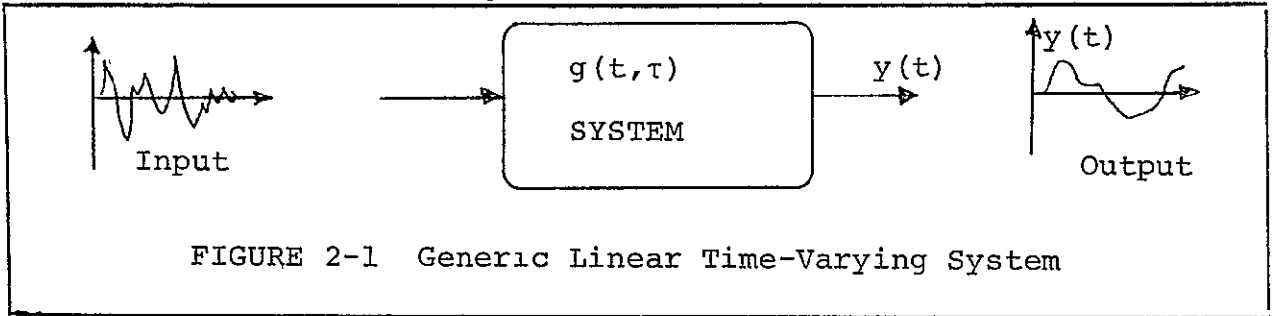 g(t,τ)
SYSTEM
y(t)
y(t)
Input
Output
FIGURE 2-1 Generic Linear Time-Varying System